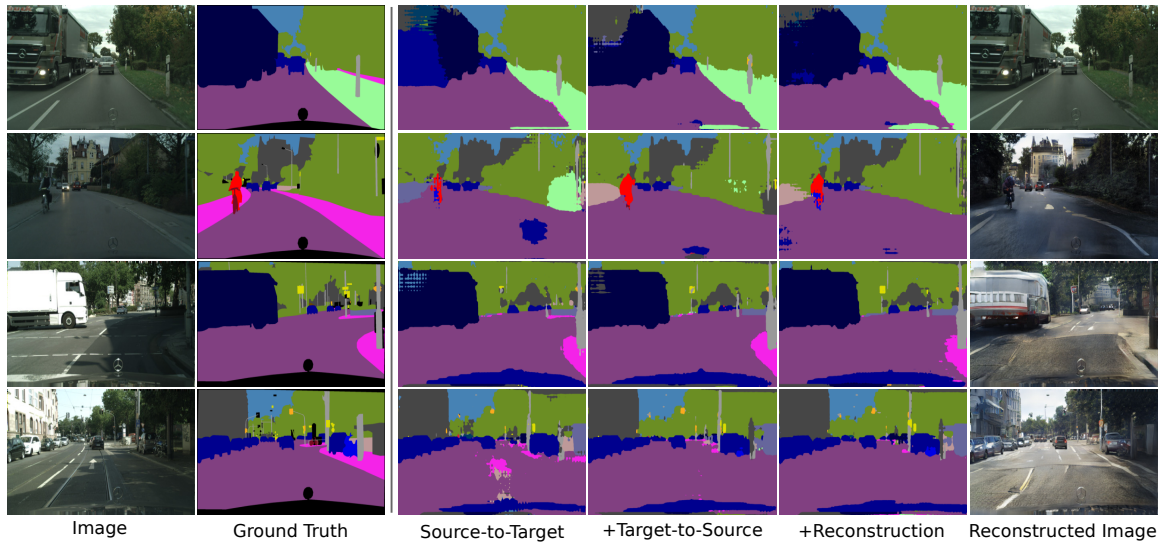 Image
Ground Truth
Source-to-Target
+Target-to-Source
+Reconstruction
Reconstructed Image